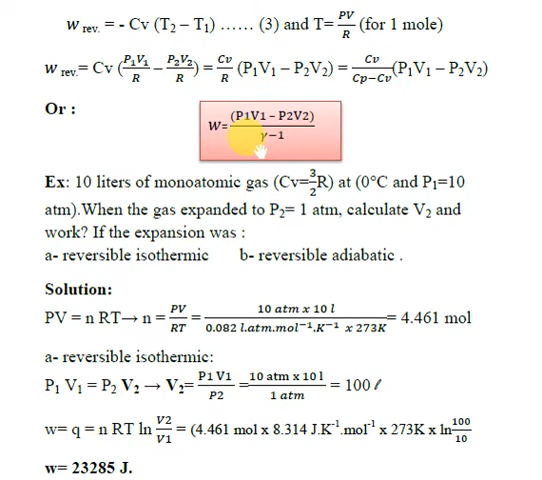 W rev. = - Cv (T₂ – T₁) …… (3) and T= PV/R (for 1 mole)
W rev.= Cv (P₁V₁/R – P₂V₂/R) = Cv/R (P₁V₁ – P₂V₂) = Cv/Cp–Cv (P₁V₁ – P₂V₂)
Or :
W= (P1V1 - P2V2)/γ−1
Ex: 10 liters of monoatomic gas (Cv=3/2R) at (0°C and P₁=10
atm).When the gas expanded to P₂= 1 atm, calculate V₂ and
work? If the expansion was :
a- reversible isothermic b- reversible adiabatic .
Solution:
PV = n RT→ n = PV/RT = 10 atm x 10 l/0.082 l.atm.mol⁻¹.K⁻¹ x 273K = 4.461 mol
a- reversible isothermic:
P₁ V₁ = P₂ V₂ → V₂= P1 V1/P2 = 10 atm x 10 l/1 atm = 100 ℓ
w= q = n RT ln V2/V1 = (4.461 mol x 8.314 J.K⁻¹.mol⁻¹ x 273K x ln 100/10
w= 23285 J.